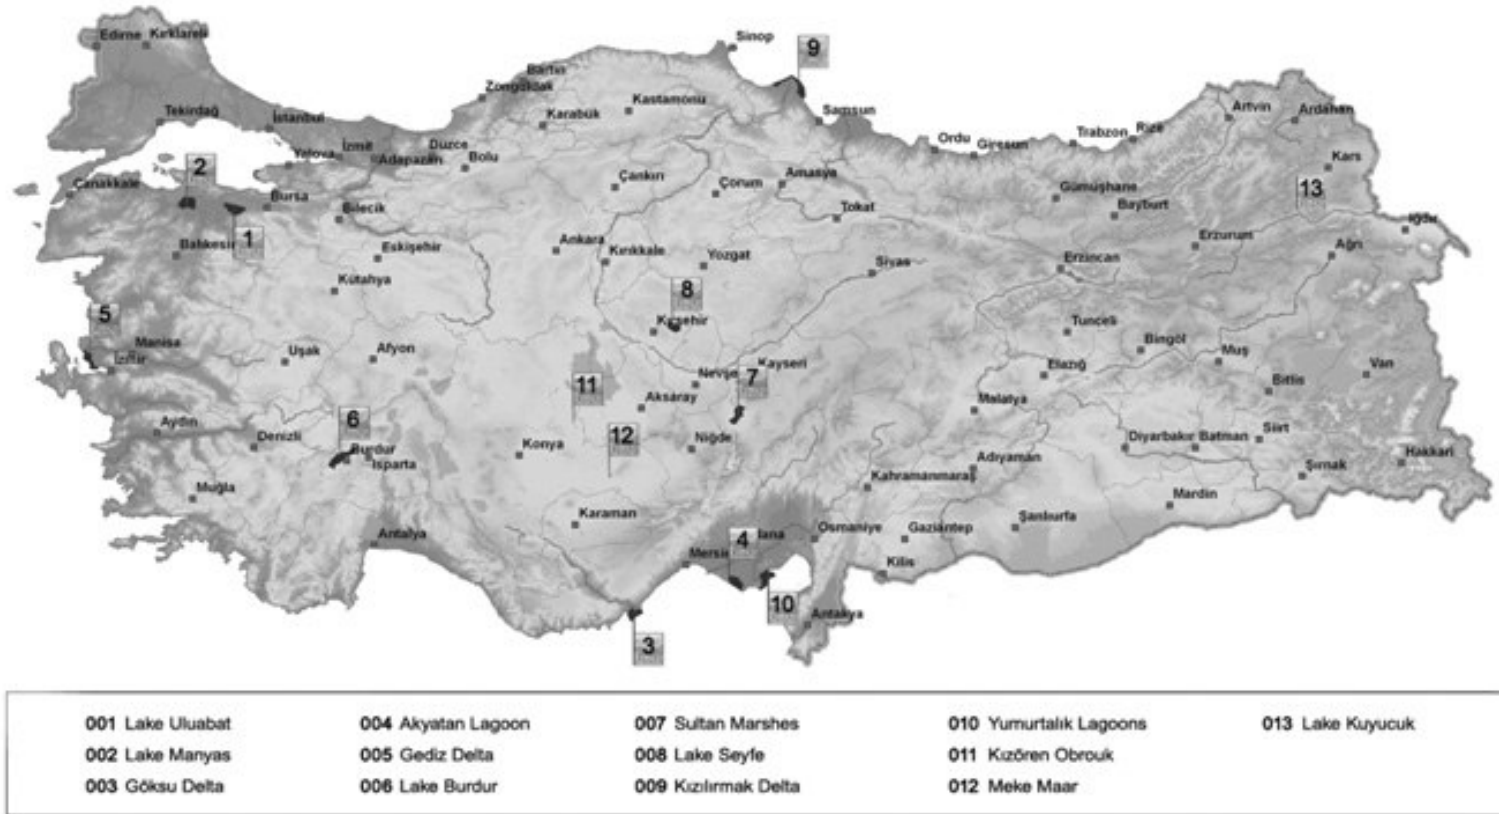 Sinop
9
Edirne
Kırklareli
Bartın
Zonguldak
Tekirdağ
İstanbul
Karabük
Kastamonu
Samsun
Artvin
Ardahan
Ordu
Giresun
Trabzon
Rize
Yalova
İzmit
Adapazarı
Düzce
Bolu
Kars
2
Çanakkale
Çankırı
Çorum
Amasya
13
Gümüşhane
Bayburt
Bursa
Bilecik
Tokat
Iğdır
1
Balıkesir
Eskişehir
Ankara
Kırıkkale
Yozgat
Sivas
Erzincan
Erzurum
Ağrı
Kütahya
8
5
Kırşehir
Tunceli
Manisa
İzmir
Uşak
Afyon
Bingöl
Muş
Kayseri
Elazığ
Van
11
Nevşe
7
Bitlis
Aksaray
Malatya
6
Aydın
Denizli
12
Konya
Niğde
Diyarbakır
Batman
Siirt
Burdur
Isparta
Hakkari
Adıyaman
Kahramanmaraş
Şırnak
Muğla
Mardin
Karaman
Antalya
4
lana
Osmaniye
Gaziantep
Şanlıurfa
Mersin
Kilis
10
Antakya
3
001 Lake Uluabat
002 Lake Manyas
003 Göksu Delta
004 Akyatan Lagoon
005 Gediz Delta
006 Lake Burdur
007 Sultan Marshes
008 Lake Seyfe
009 Kızılırmak Delta
010 Yumurtalık Lagoons
011 Kızören Obrouk
012 Meke Maar
013 Lake Kuyucuk